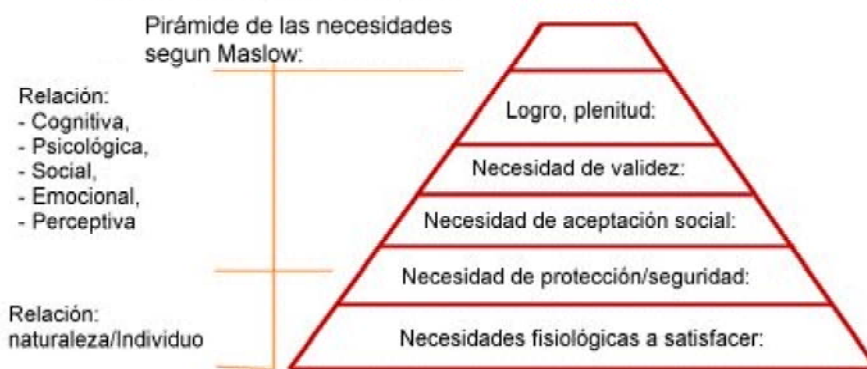 Pirámide de las necesidades
segun Maslow:
Relación:
- Cognitiva,
- Psicológica,
- Social,
- Emocional,
- Perceptiva
Relación:
naturaleza/Individuo
Logro, plenitud:
Necesidad de validez:
Necesidad de aceptación social:
Necesidad de protección/seguridad:
Necesidades fisiológicas a satisfacer: